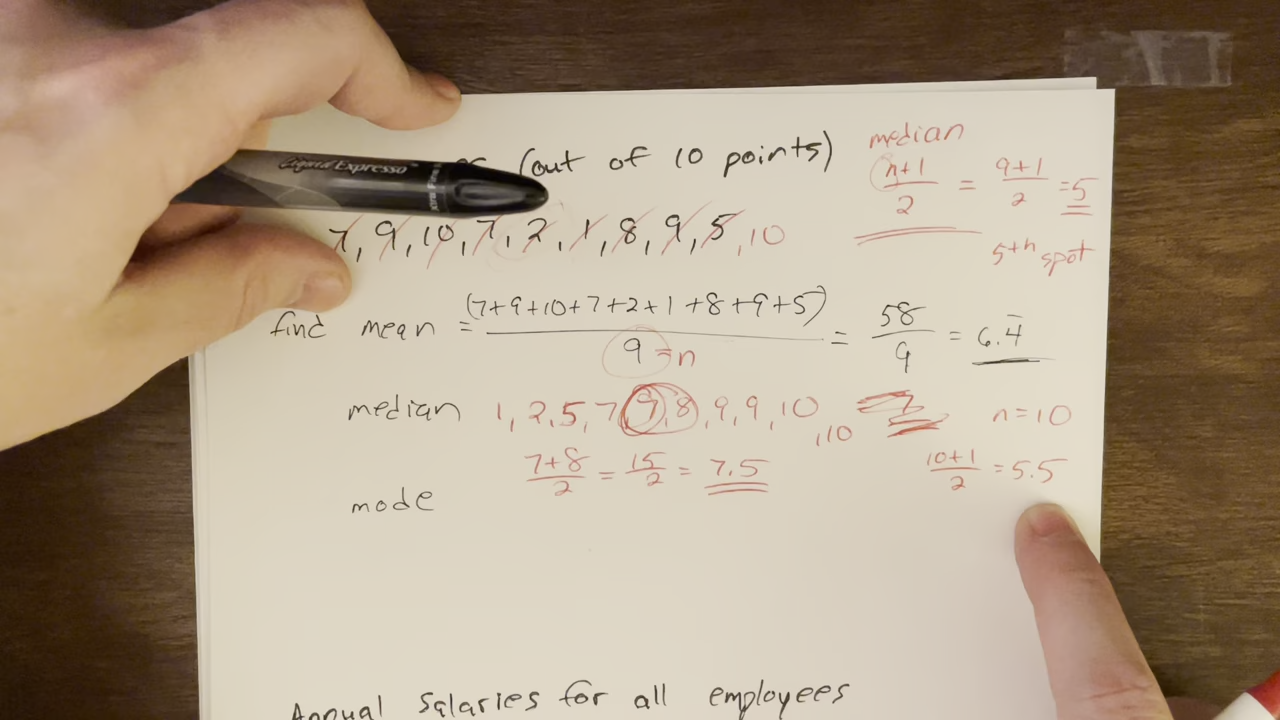 (out of 10 points)
7, 9, 10, 7, 2, 1, 8, 9, 5, 10
median
n+1/2 = 9+1/2 = 5
5th spot
find mean = (7+9+10+7+2+1+8+9+5)/9 = 58/9 = 6.4̅
=n
median 1, 2, 5, 7, 7, 8, 9, 9, 10, 10
n=10
7+8/2 = 15/2 = 7.5
10+1/2 = 5.5
mode
Annual Salaries for all employees
Liquid Expresso